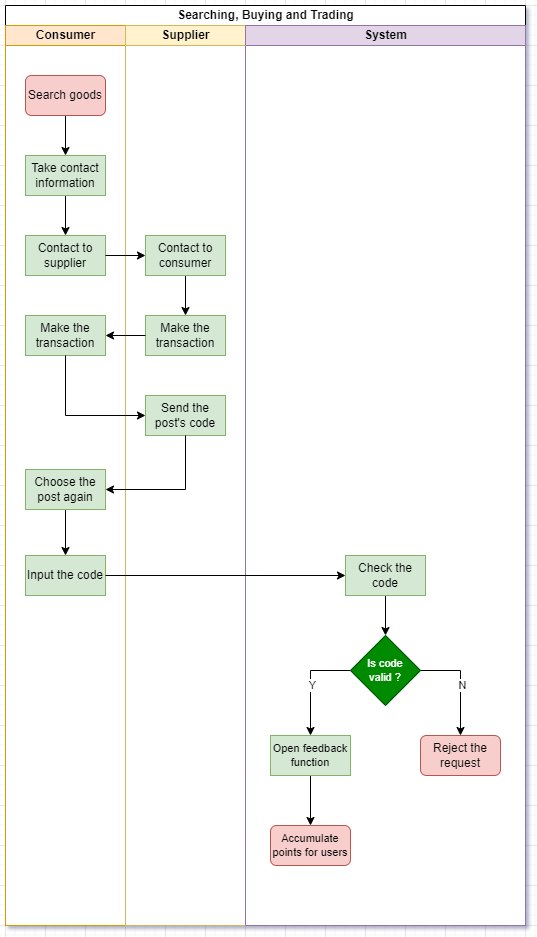 Searching, Buying and Trading
Consumer
Supplier
System
Search goods
Take contact
information
Contact to
supplier
Contact to
consumer
Make the
transaction
Make the
transaction
Send the
post's code
Choose the
post again
Input the code
Check the
code
Is code
valid ?
Y
N
Open feedback
function
Reject the
request
Accumulate
points for users